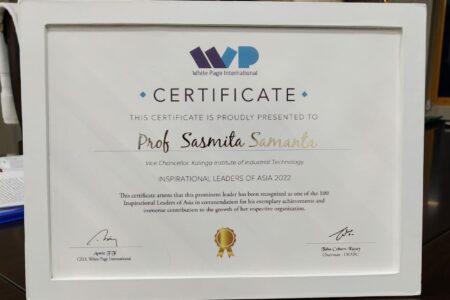 WP
White Page International
CERTIFICATE
THIS CERTIFICATE IS PROUDLY PRESENTED TO
Prof Sasmita Samanta
Vice Chancellor, Kalinga Institute of Industrial Technology
INSPIRATIONAL LEADERS OF ASIA 2022
This certificate attests that this prominent leader has been recognized as one of the 100
Inspirational Leaders of Asia in commendation for his exemplary achievements and
immense contribution to the growth of her respective organization.
CEO, White Page International
Chairman -